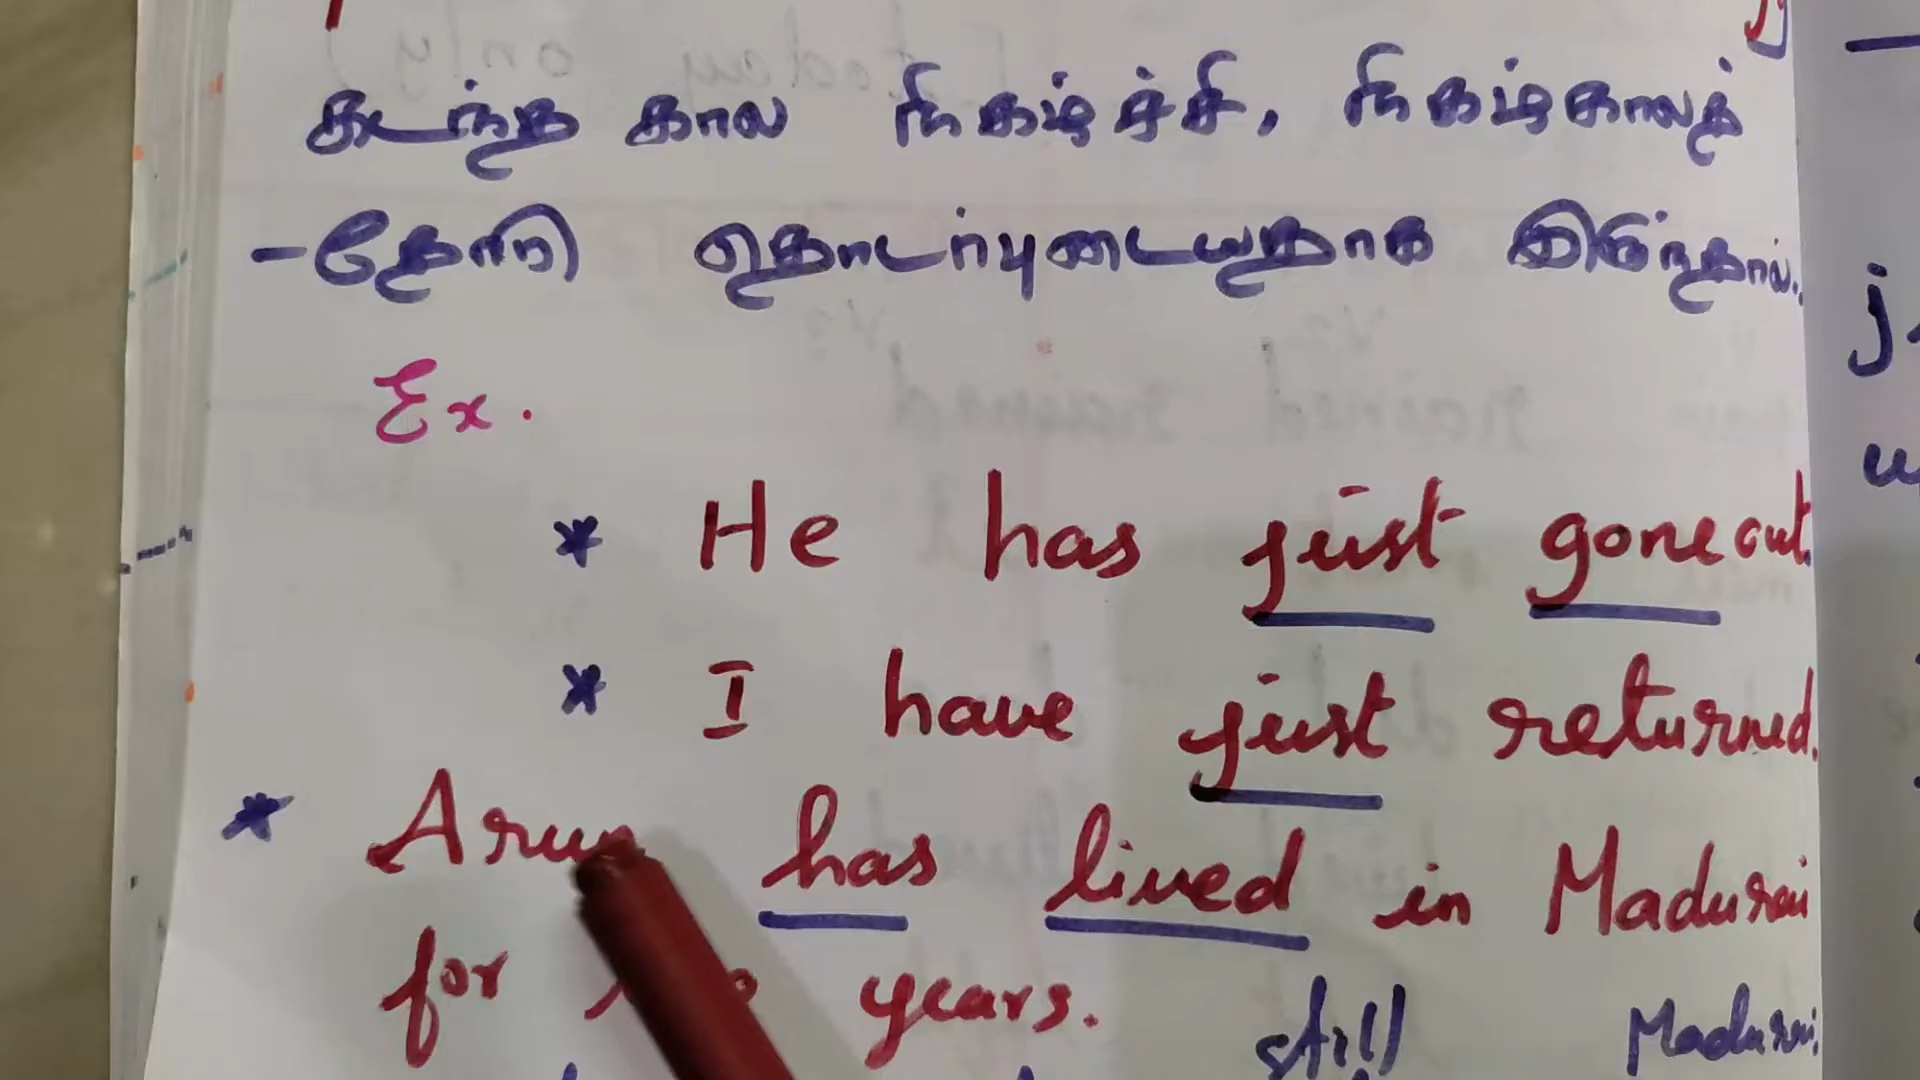 கடந்த கால நிகழ்ச்சி, நிகழ்காலத்
-தோடு தொடர்புடையதாக இருந்தால்.
Ex.
* He has just gone out.
* I have just returned.
* Arun has lived in Madurai
for years.
still Madurai